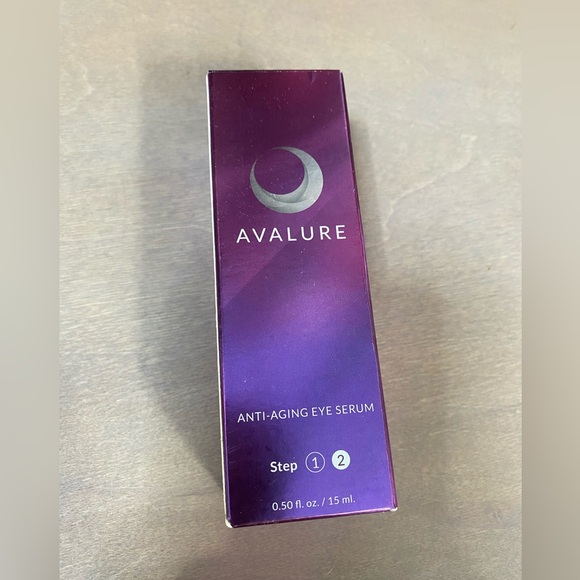 AVALURE
ANTI-AGING EYE SERUM
Step 1 2
0.50 fl. oz. / 15 ml.